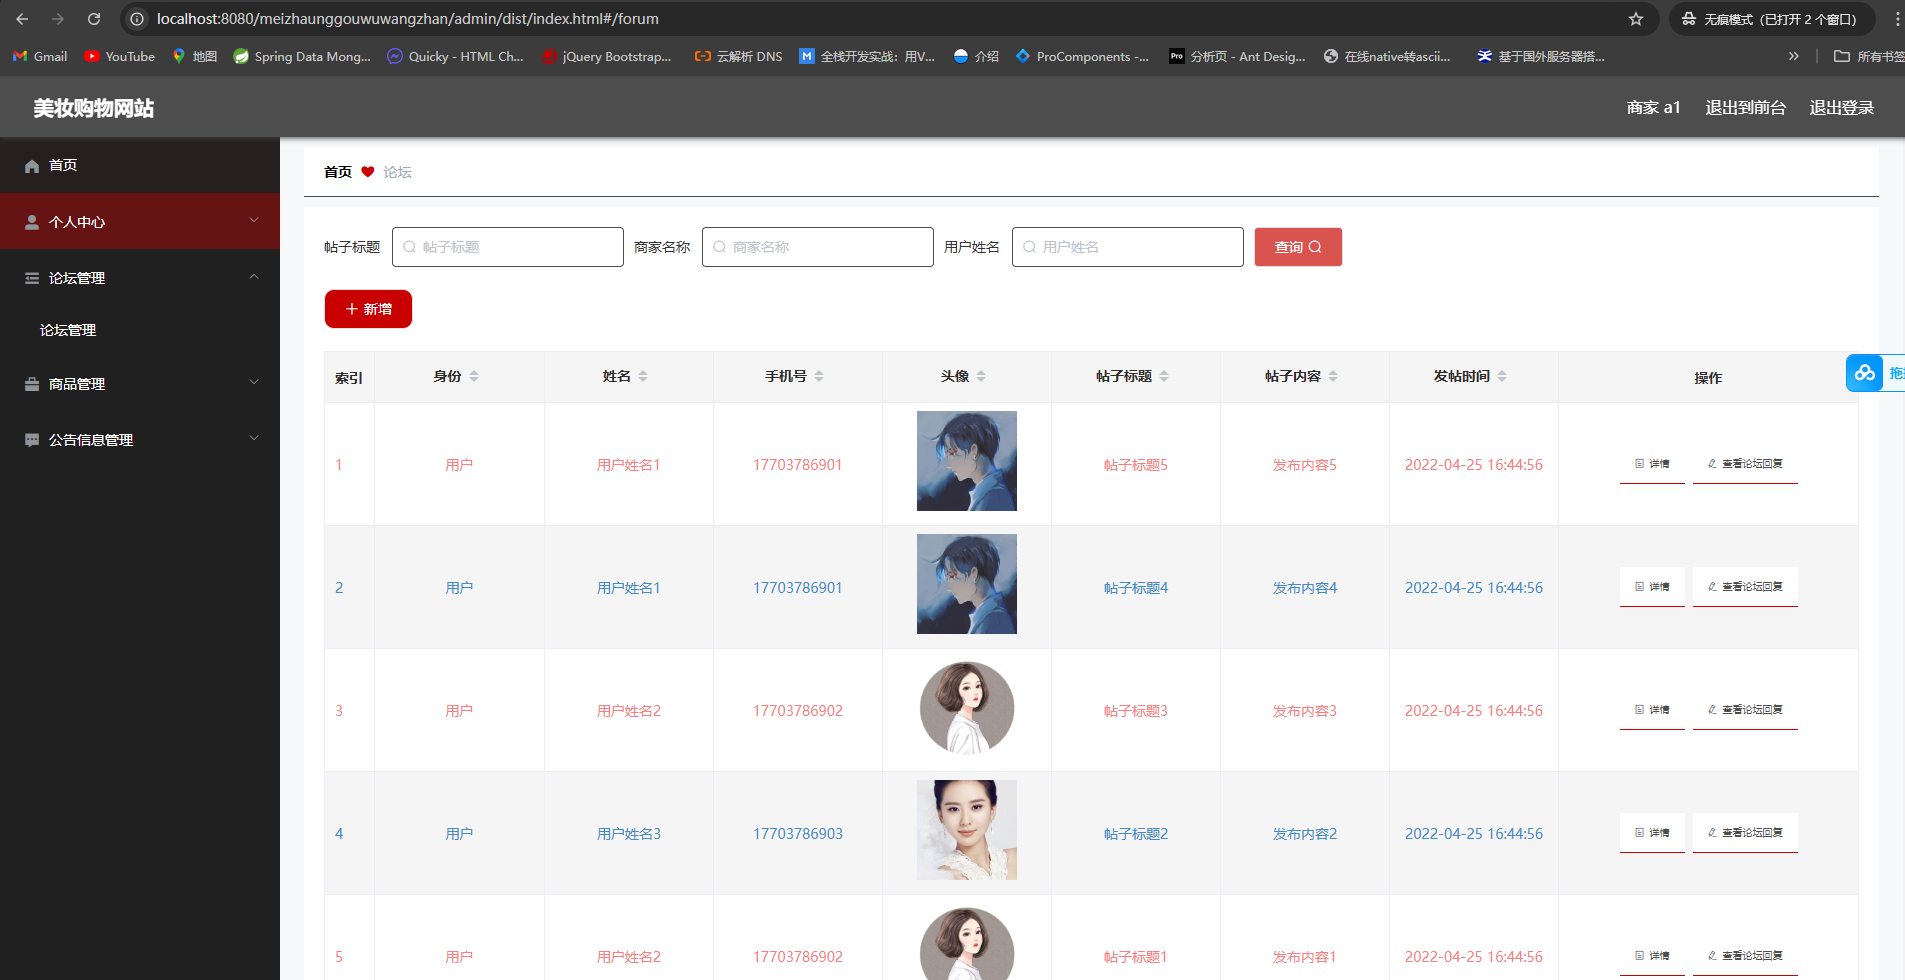 localhost:8080/meizhaunggouwuwangzhan/admin/dist/index.html#/forum
无痕模式（已打开 2 个窗口）
Gmail YouTube 地图 Spring Data Mong... Quicky - HTML Ch... jQuery Bootstrap... 云解析 DNS 全栈开发实战：用V... 介绍 ProComponents -... Pro 分析页 - Ant Desig... 在线native转ascii... 基于国外服务器搭... » 所有书签
美妆购物网站
商家 a1 退出到前台 退出登录
首页
个人中心
论坛管理
论坛管理
商品管理
公告信息管理
首页 论坛
帖子标题 帖子标题 商家名称 商家名称 用户姓名 用户姓名 查询
+ 新增
索引 身份 姓名 手机号 头像 帖子标题 帖子内容 发帖时间 操作
1 用户 用户姓名1 17703786901 帖子标题5 发布内容5 2022-04-25 16:44:56 详情 查看论坛回复
2 用户 用户姓名1 17703786901 帖子标题4 发布内容4 2022-04-25 16:44:56 详情 查看论坛回复
3 用户 用户姓名2 17703786902 帖子标题3 发布内容3 2022-04-25 16:44:56 详情 查看论坛回复
4 用户 用户姓名3 17703786903 帖子标题2 发布内容2 2022-04-25 16:44:56 详情 查看论坛回复
5 用户 用户姓名2 17703786902 帖子标题1 发布内容1 2022-04-25 16:44:56 详情 查看论坛回复